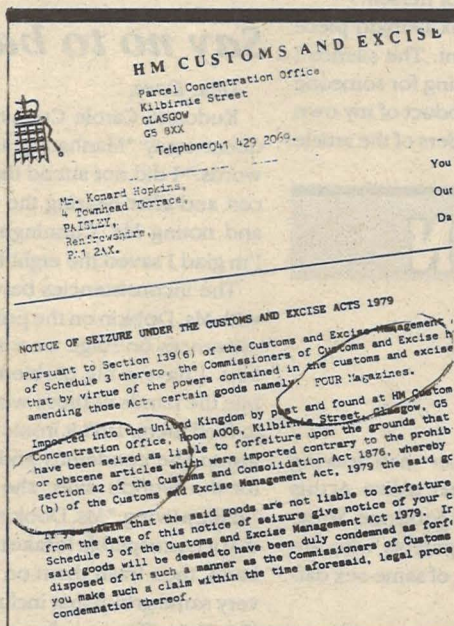 Say no to be
HM CUSTOMS AND EXCISE
Parcel Concentration Office
Kilbirnie Street
GLASGOW
G5 8XX
Telephone 041 429
You
Our
Da
Mr. Konard Hopkins,
4 Townhead Terrace,
PAISLEY,
Renfrewshire,
2AX.
NOTICE OF SEIZURE UNDER THE CUSTOMS AND EXCISE ACTS 1979
Pursuant to Section 139(6) of the Customs and Excise Management
of Schedule 3 thereto, the Commissioners of Customs and Excise h
that by virtue of the powers contained in the customs and excise
amending those Acts certain goods namely, FOUR Magazines.
Imported into the United Kingdom by post and found at HM Custom
Concentration Office, Room A006, Kilbirnie Street, Glasgow, G5
have been seized as liable to forfeiture upon the grounds that
or obscene articles which were imported contrary to the prohib
section 42 of the Customs and Consolidation Act 1876, whereby
(b) of the Customs and Excise Management Act, 1979 the said go
If you claim that the said goods are not liable to forfeiture
from the date of this notice of seizure give notice of your c
Schedule 3 of the Customs and Excise Management Act 1979. In
said goods will be deemed to have been duly condemned as forfe
disposed of in such a manner as the Commissioners of Customs
you make such a claim within the time aforesaid, legal proce
condemnation thereof.